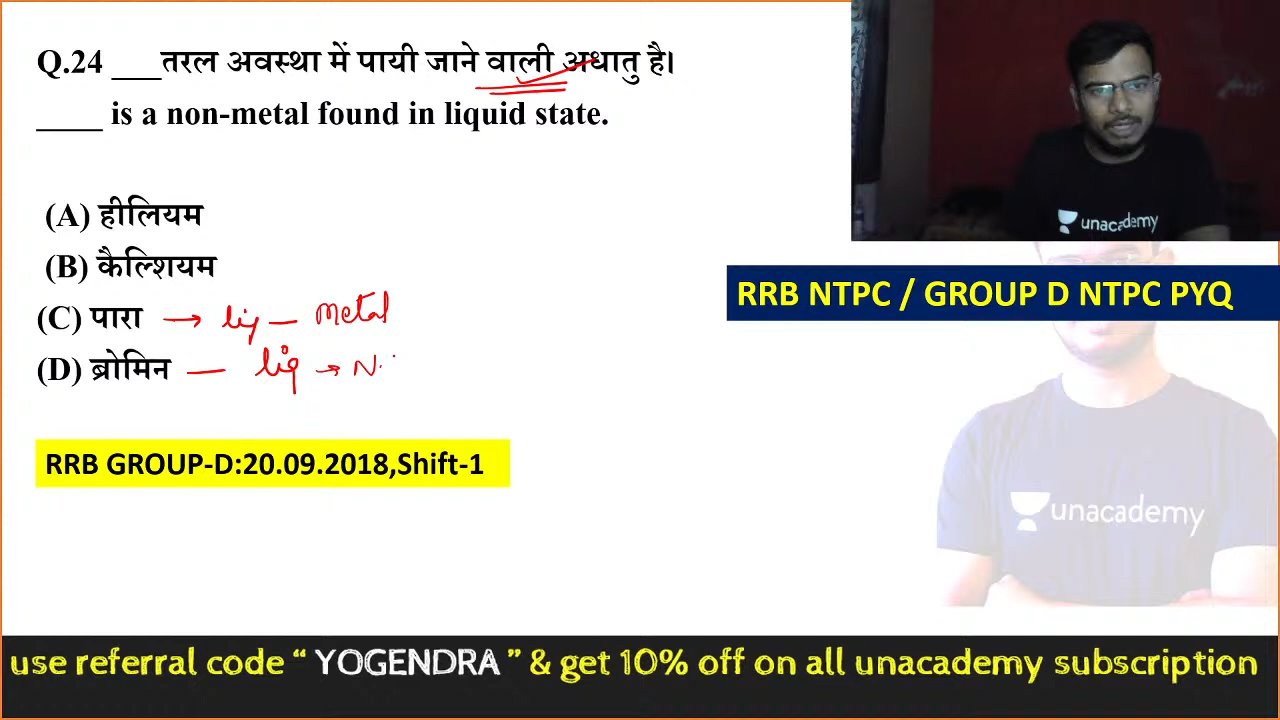 Q.24 ___तरल अवस्था में पायी जाने वाली अधातु है।
____ is a non-metal found in liquid state.
(A) हीलियम
(B) कैल्शियम
(C) पारा → liq — Metal
(D) ब्रोमिन — liq → N.
RRB GROUP-D:20.09.2018,Shift-1
unacademy
RRB NTPC / GROUP D NTPC PYQ
unacademy
use referral code “ YOGENDRA ” & get 10% off on all unacademy subscription